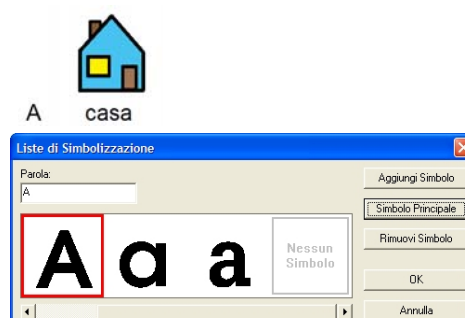 A casa
Liste di Simbolizzazione
Parola:
A
Aggiungi Simbolo
Simbolo Principale
Rimuovi Simbolo
OK
Annulla
A a a
Nessun
Simbolo